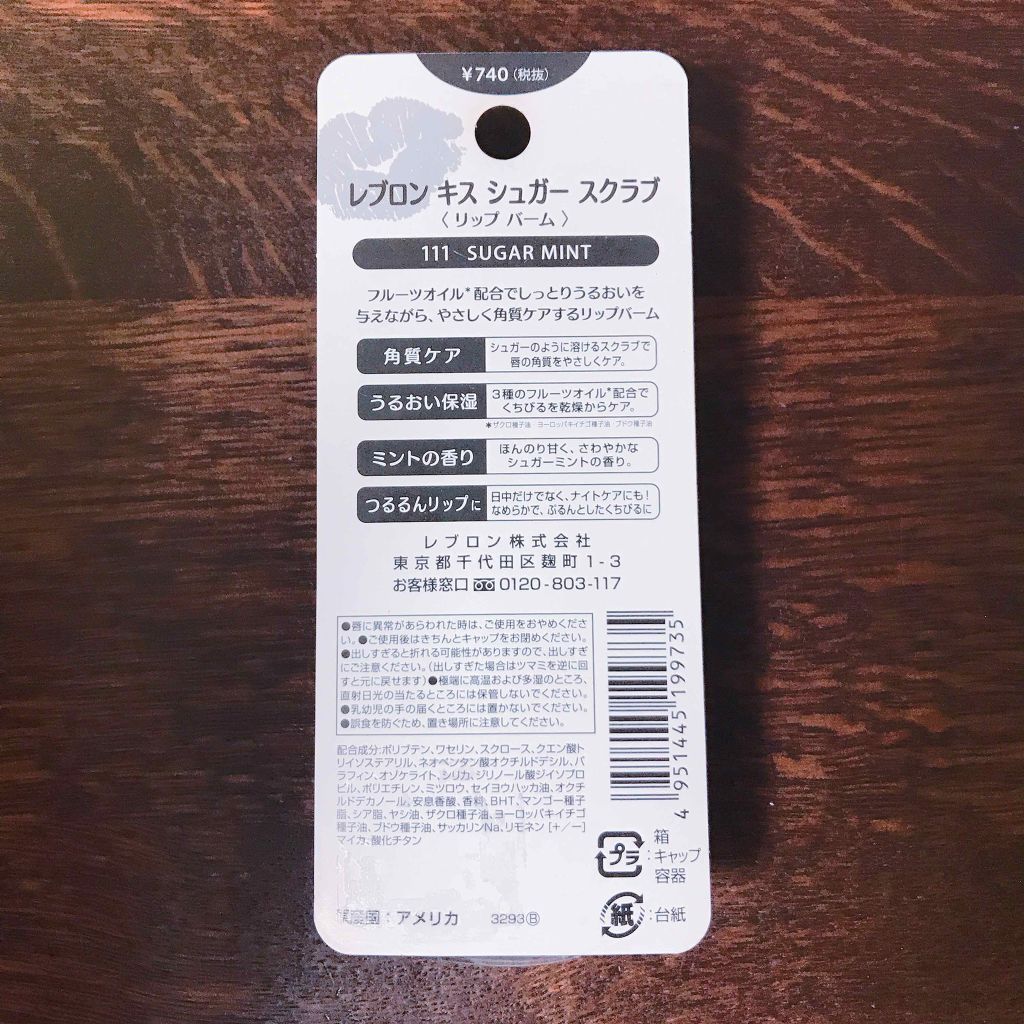 ¥740（税抜）
レブロン キス シュガー スクラブ
〈 リップ バーム 〉
111 SUGAR MINT
フルーツオイル*配合でしっとりうるおいを
与えながら、やさしく角質ケアするリップバーム
角質ケア
シュガーのように溶けるスクラブで
唇の角質をやさしくケア。
うるおい保湿
3種のフルーツオイル*配合で
くちびるを乾燥からケア。
*ザクロ種子油・ヨーロッパキイチゴ種子油・ブドウ種子油
ミントの香り
ほんのり甘く、さわやかな
シュガーミントの香り。
つるるんリップに
日中だけでなく、ナイトケアにも!
なめらかで、ぷるんとしたくちびるに
レブロン株式会社
東京都千代田区麹町1-3
お客様窓口 0120-803-117
●唇に異常があらわれた時は、ご使用をおやめくださ
い。●ご使用後はきちんとキャップをお閉めください。
●出しすぎると折れる可能性がありますので、出しすぎ
にご注意ください。(出しすぎた場合はツマミを逆に回
すと元に戻せます)●極端に高温および多湿のところ、
直射日光の当たるところには保管しないでください。
●乳幼児の手の届くところには置かないでください。
●誤食を防ぐため、置き場所に注意してください。
配合成分:ポリブテン、ワセリン、スクロース、クエン酸ト
リイソステアリル、ネオペンタン酸オクチルドデシル、パ
ラフィン、オゾケライト、シリカ、ジリノール酸ジイソプロ
ピル、ポリエチレン、ミツロウ、セイヨウハッカ油、オクチ
ルドデカノール、安息香酸、香料、BHT、マンゴー種子
脂、シア脂、ヤシ油、ザクロ種子油、ヨーロッパキイチゴ
種子油、ブドウ種子油、サッカリンNa、リモネン [+/-]
マイカ、酸化チタン
原産国：アメリカ 3293Ⓑ
4951445199735
プラ
：
箱
キャップ
容器
紙
：台紙